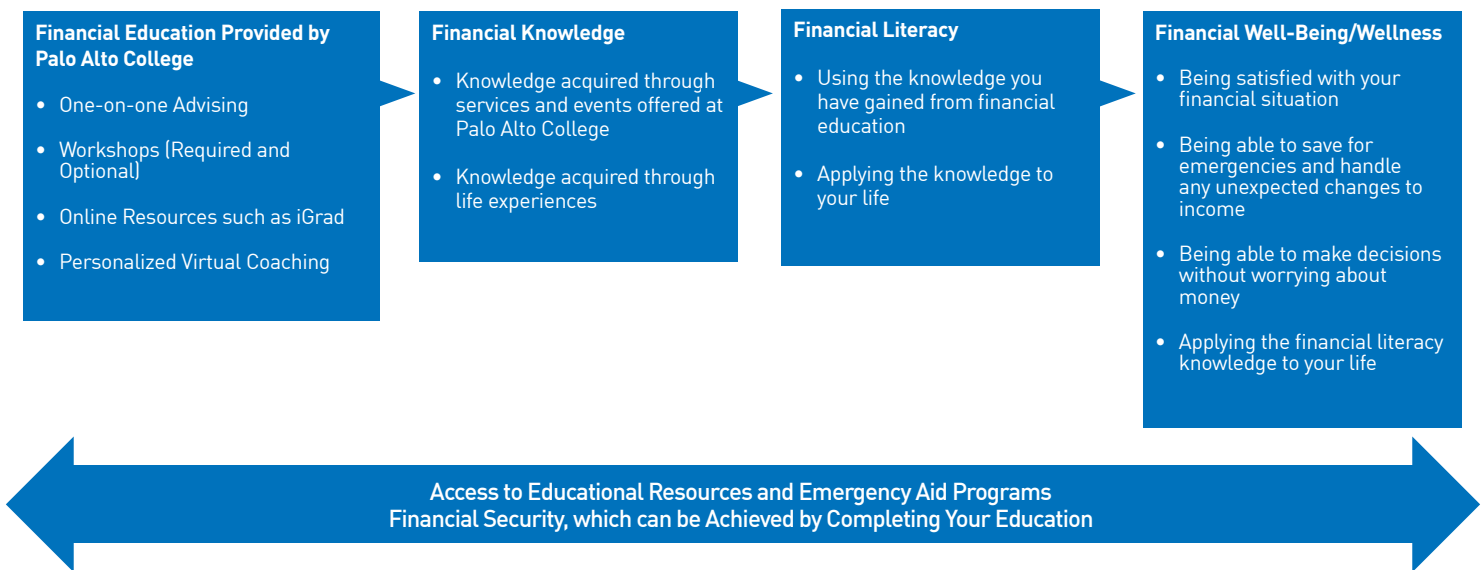 Financial Education Provided by
Palo Alto College
• One-on-one Advising
• Workshops (Required and
Optional)
• Online Resources such as iGrad
• Personalized Virtual Coaching
Financial Knowledge
• Knowledge acquired through
services and events offered at
Palo Alto College
• Knowledge acquired through
life experiences
Financial Literacy
• Using the knowledge you
have gained from financial
education
• Applying the knowledge to
your life
Financial Well-Being/Wellness
• Being satisfied with your
financial situation
• Being able to save for
emergencies and handle
any unexpected changes to
income
• Being able to make decisions
without worrying about
money
• Applying the financial literacy
knowledge to your life
Access to Educational Resources and Emergency Aid Programs
Financial Security, which can be Achieved by Completing Your Education